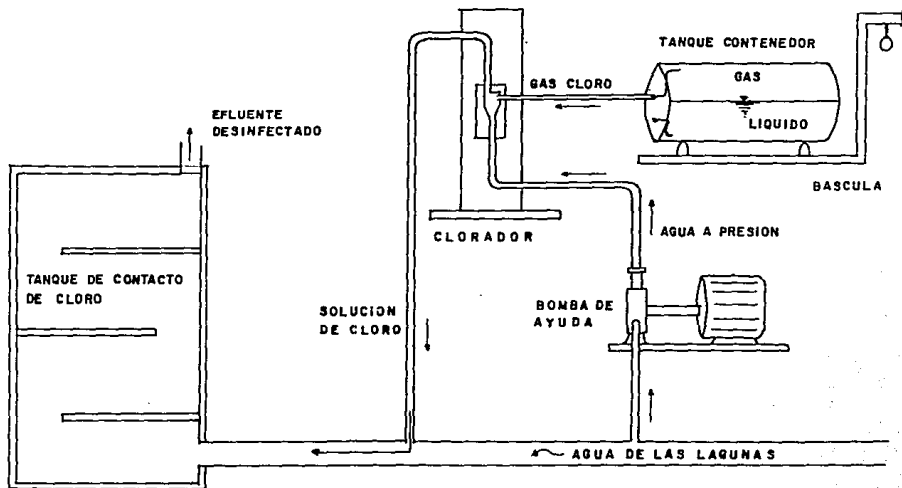 TANQUE CONTENEDOR
GAS
GAS CLORO
LIQUIDO
EFLUENTE
DESINFECTADO
BASCULA
CLORADOR
AGUA A PRESION
TANQUE DE CONTACTO
DE CLORO
SOLUCION
DE CLORO
BOMBA DE
AYUDA
AGUA DE LAS LAGUNAS